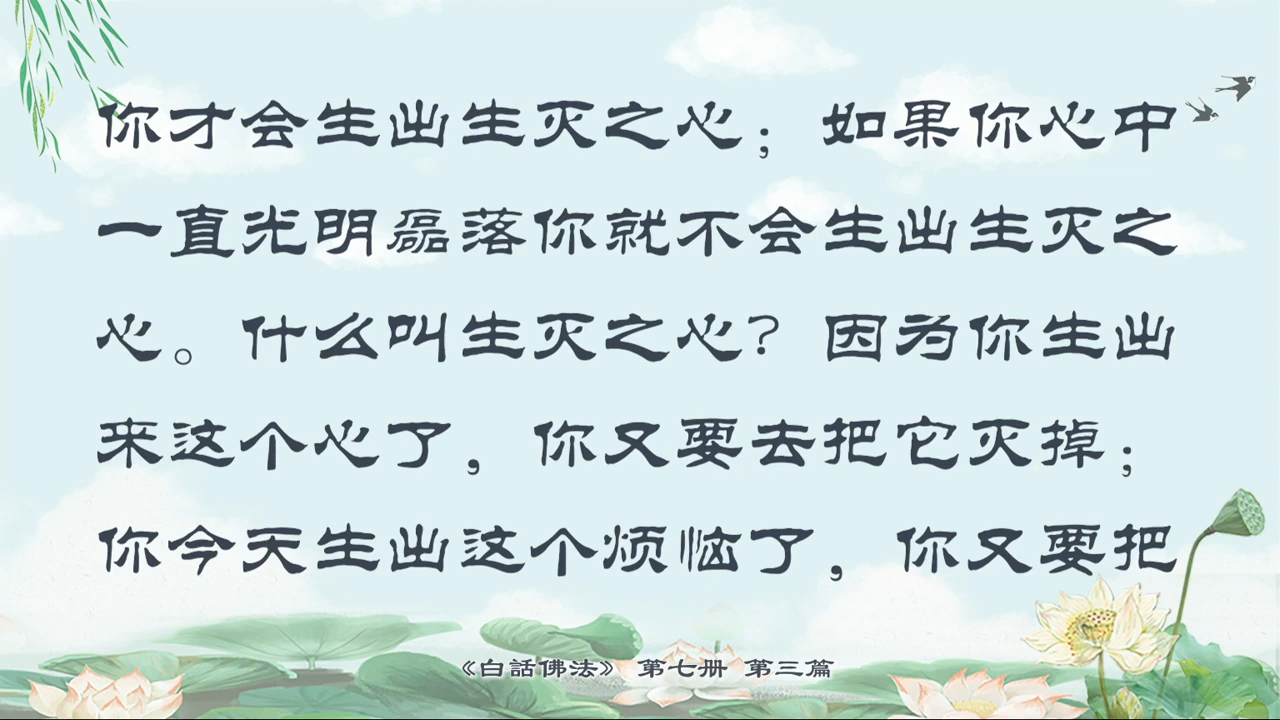 你才会生出生灭之心；如果你心中
一直光明磊落你就不会生出生灭之
心。什么叫生灭之心？因为你生出
来这个心了，你又要去把它灭掉；
你今天生出这个烦恼了，你又要把
《白話佛法》 第七册 第三篇